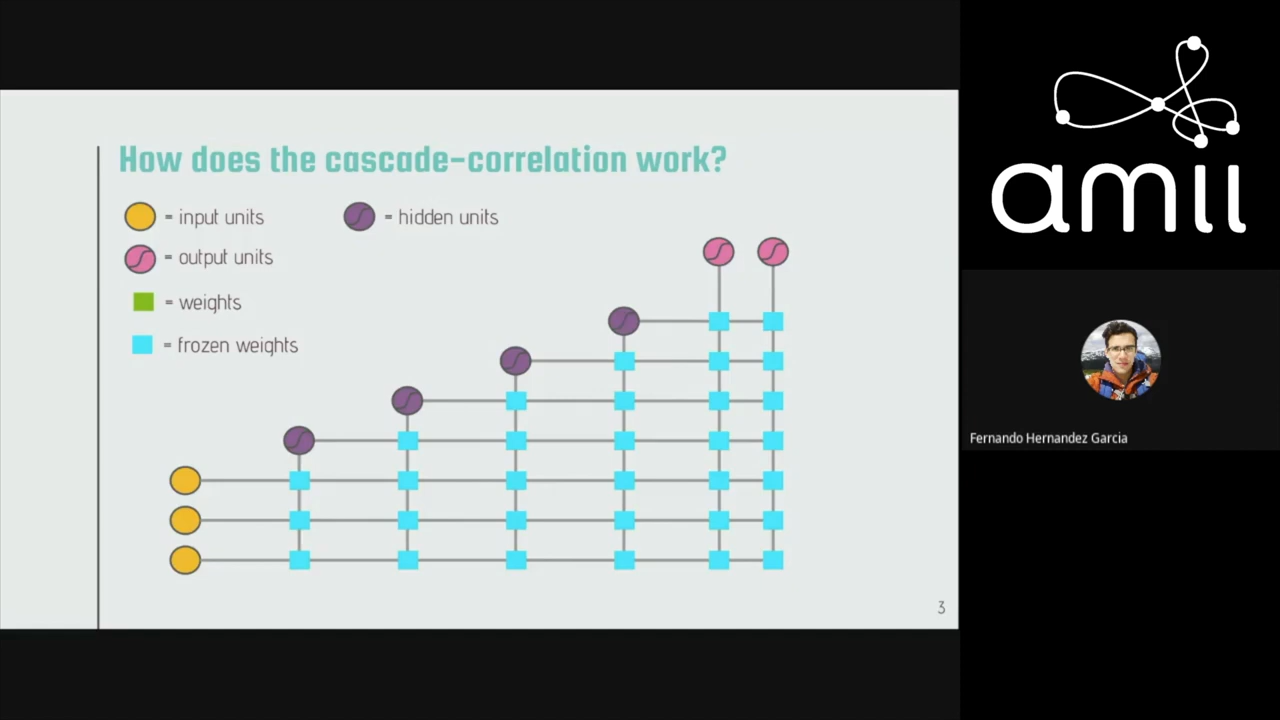 How does the cascade-correlation work?
= input units
= hidden units
= output units
= weights
= frozen weights
3
amii
Fernando Hernandez Garcia